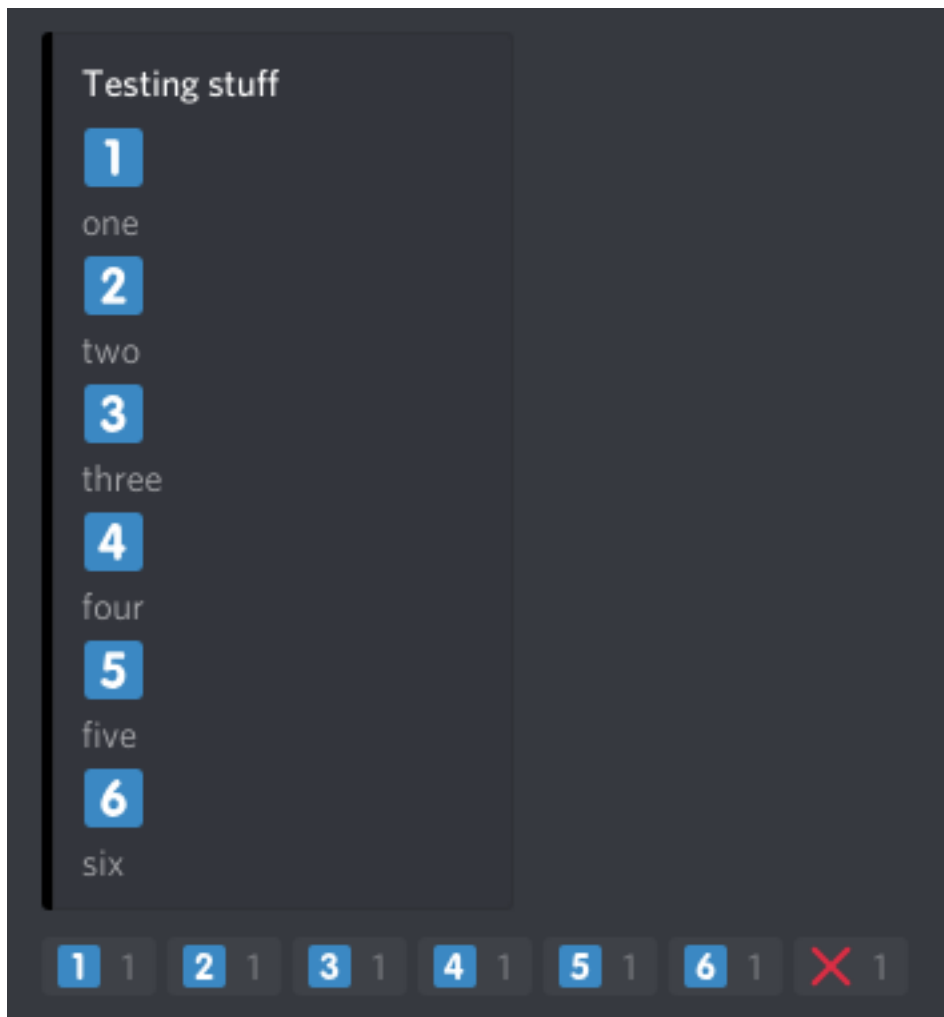 Testing stuff
1
one
2
two
3
three
4
four
5
five
6
six
1 1 2 1 3 1 4 1 5 1 6 1 ❌ 1